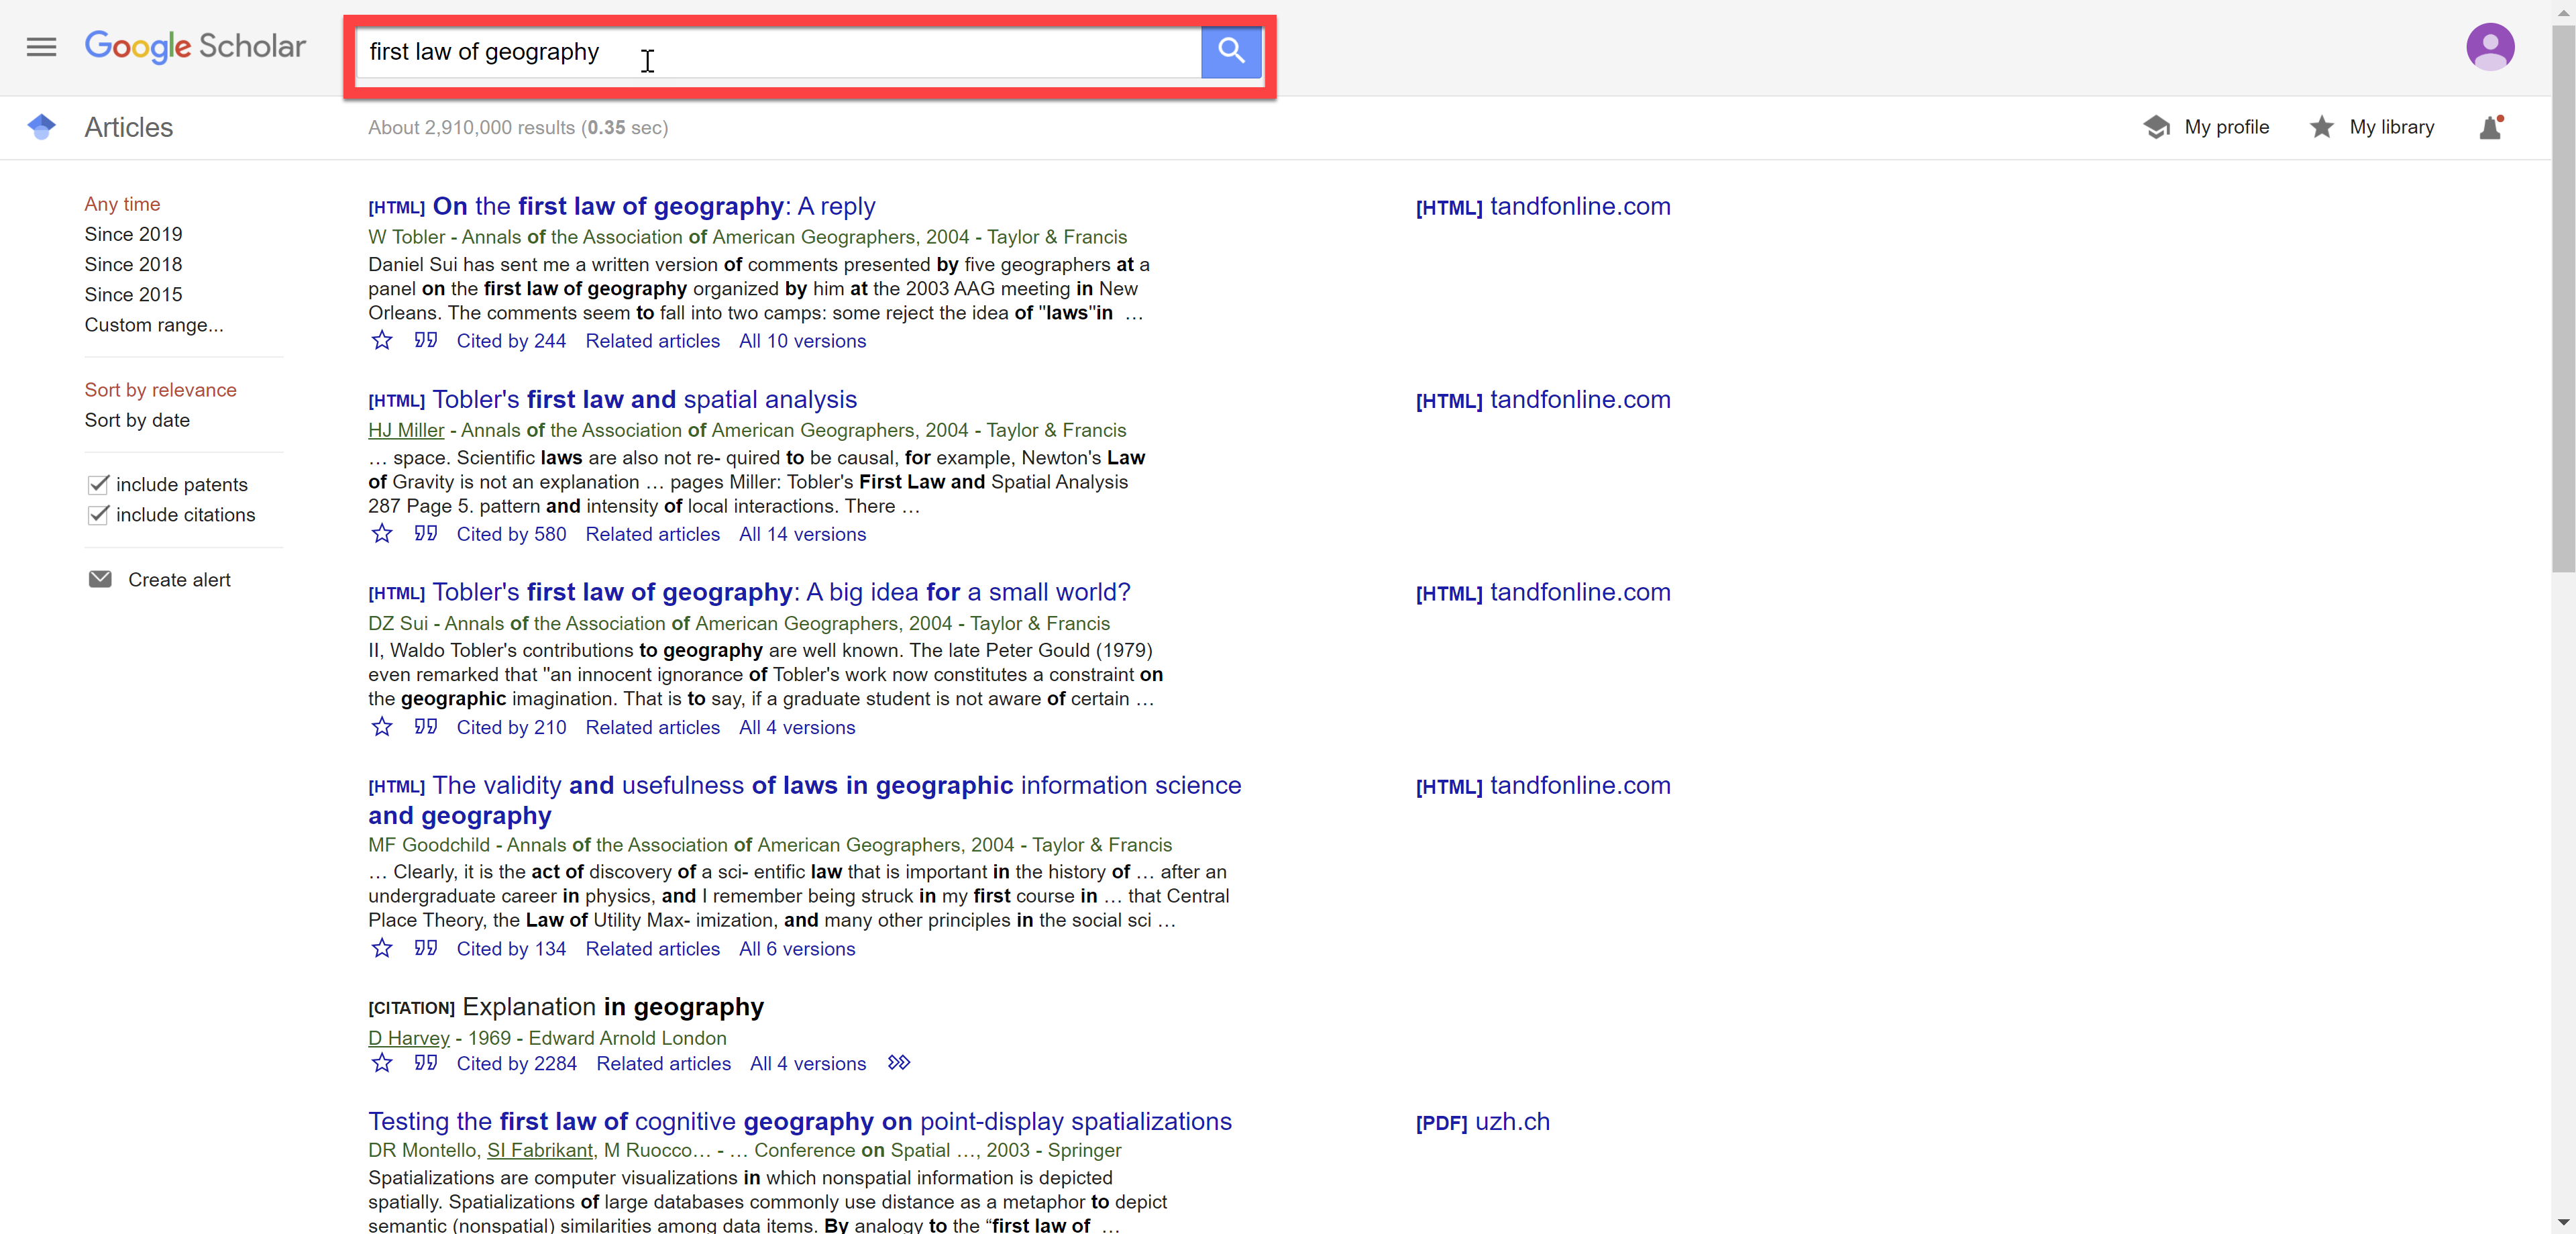 Google Scholar
first law of geography
Articles
About 2,910,000 results (0.35 sec)
My profile
My library
Any time
Since 2019
Since 2018
Since 2015
Custom range...
Sort by relevance
Sort by date
include patents
include citations
Create alert
[HTML] On the first law of geography: A reply
W Tobler - Annals of the Association of American Geographers, 2004 - Taylor & Francis
Daniel Sui has sent me a written version of comments presented by five geographers at a
panel on the first law of geography organized by him at the 2003 AAG meeting in New
Orleans. The comments seem to fall into two camps: some reject the idea of "laws"in …
Cited by 244 Related articles All 10 versions
[HTML] tandfonline.com
[HTML] Tobler's first law and spatial analysis
HJ Miller - Annals of the Association of American Geographers, 2004 - Taylor & Francis
… space. Scientific laws are also not re- quired to be causal, for example, Newton's Law
of Gravity is not an explanation … pages Miller: Tobler's First Law and Spatial Analysis
287 Page 5. pattern and intensity of local interactions. There …
Cited by 580 Related articles All 14 versions
[HTML] tandfonline.com
[HTML] Tobler's first law of geography: A big idea for a small world?
DZ Sui - Annals of the Association of American Geographers, 2004 - Taylor & Francis
II, Waldo Tobler's contributions to geography are well known. The late Peter Gould (1979)
even remarked that "an innocent ignorance of Tobler's work now constitutes a constraint on
the geographic imagination. That is to say, if a graduate student is not aware of certain …
Cited by 210 Related articles All 4 versions
[HTML] tandfonline.com
[HTML] The validity and usefulness of laws in geographic information science
and geography
MF Goodchild - Annals of the Association of American Geographers, 2004 - Taylor & Francis
… Clearly, it is the act of discovery of a sci- entific law that is important in the history of … after an
undergraduate career in physics, and I remember being struck in my first course in … that Central
Place Theory, the Law of Utility Max- imization, and many other principles in the social sci …
Cited by 134 Related articles All 6 versions
[HTML] tandfonline.com
[CITATION] Explanation in geography
D Harvey - 1969 - Edward Arnold London
Cited by 2284 Related articles All 4 versions
Testing the first law of cognitive geography on point-display spatializations
DR Montello, SI Fabrikant, M Ruocco… - … Conference on Spatial …, 2003 - Springer
Spatializations are computer visualizations in which nonspatial information is depicted
spatially. Spatializations of large databases commonly use distance as a metaphor to depict
semantic (nonspatial) similarities among data items. By analogy to the “first law of …
[PDF] uzh.ch